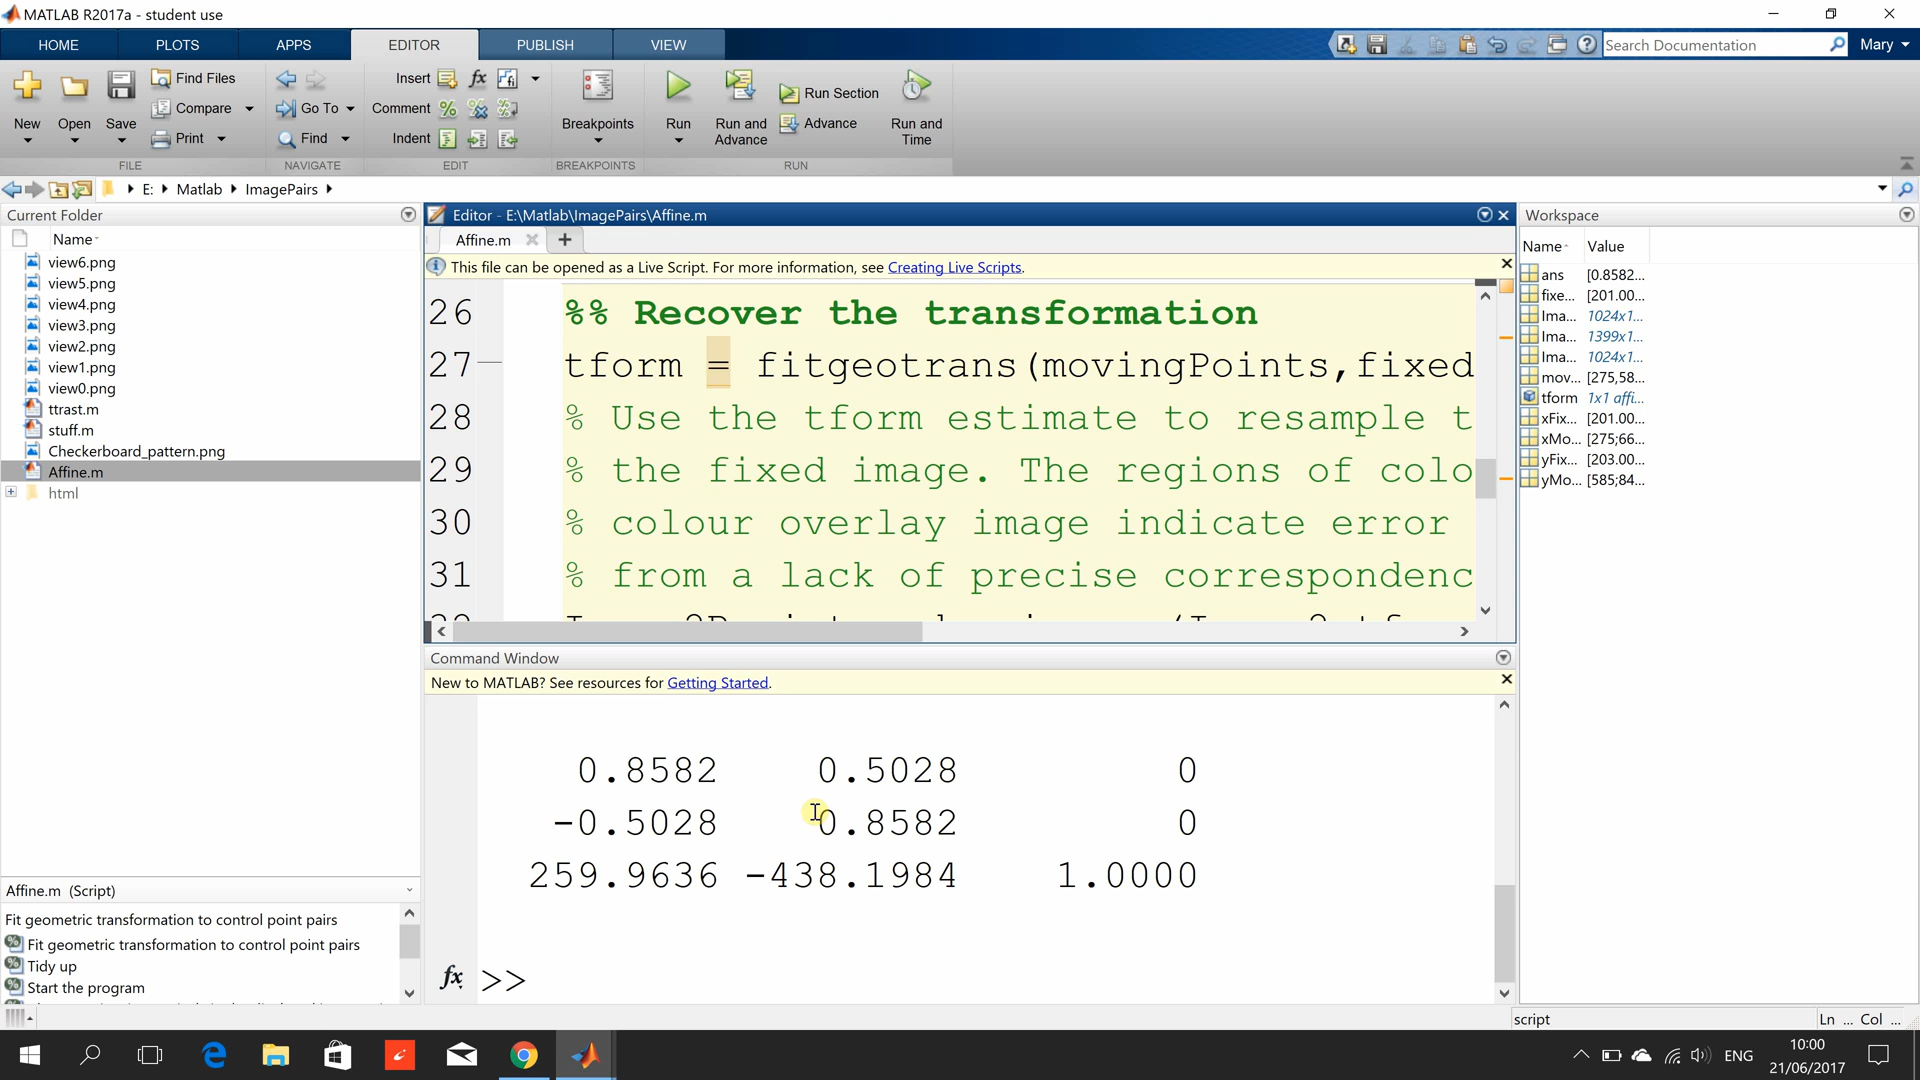 MATLAB R2017a - student use
HOME PLOTS APPS EDITOR PUBLISH VIEW
Search Documentation
Mary
New
Open
Save
Find Files
Compare
Print
FILE
Go To
Find
NAVIGATE
Insert
fx
Comment
Indent
EDIT
Breakpoints
BREAKPOINTS
Run
Run and Advance
Run Section
Advance
Run and Time
RUN
E: Matlab ImagePairs
Current Folder
Name
view6.png
view5.png
view4.png
view3.png
view2.png
view1.png
view0.png
ttrast.m
stuff.m
Checkerboard_pattern.png
Affine.m
html
Affine.m (Script)
Fit geometric transformation to control point pairs
Fit geometric transformation to control point pairs
Tidy up
Start the program
Editor - E:\Matlab\ImagePairs\Affine.m
Affine.m
This file can be opened as a Live Script. For more information, see Creating Live Scripts.
26 %% Recover the transformation
27 tform = fitgeotrans(movingPoints,fixed
28 % Use the tform estimate to resample t
29 % the fixed image. The regions of colo
30 % colour overlay image indicate error
31 % from a lack of precise correspondenc
Command Window
New to MATLAB? See resources for Getting Started.
0.8582 0.5028 0
-0.5028 0.8582 0
259.9636 -438.1984 1.0000
fx >>
Workspace
Name Value
ans [0.8582...
fixe... [201.00...
Ima... 1024x1...
Ima... 1399x1...
Ima... 1024x1...
mov... [275,58...
tform 1x1 affi...
xFix... [201.00...
xMo... [275;66...
yFix... [203.00...
yMo... [585;84...
script
Ln ... Col ...
ENG
10:00
21/06/2017